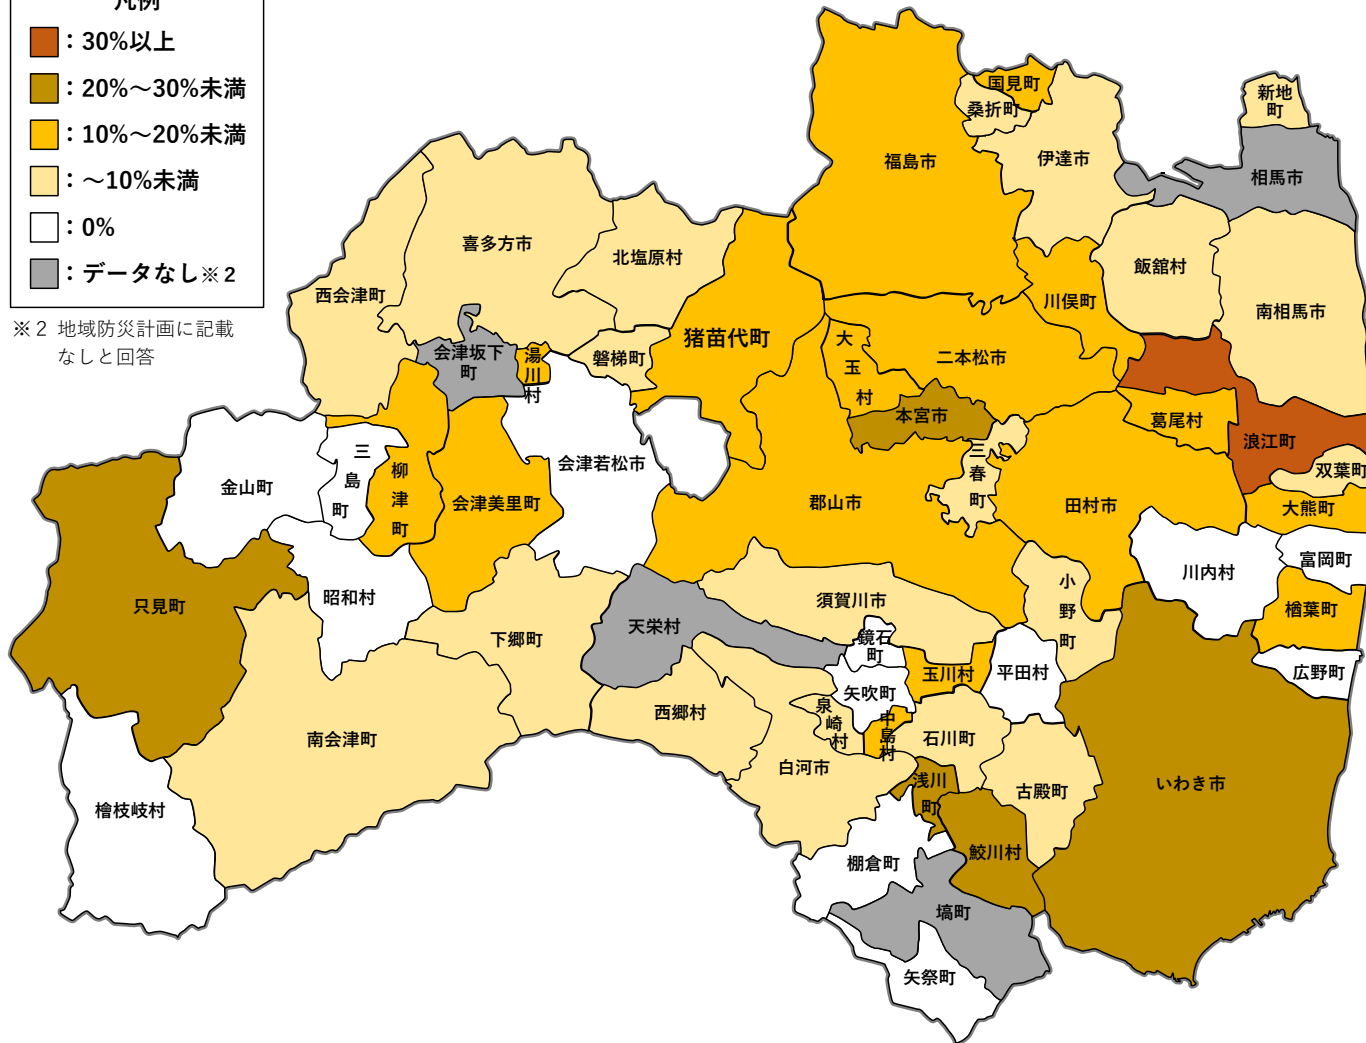 凡例
：30%以上
：20%～30%未満
：10%～20%未満
：～10%未満
：0%
：データなし※2
※2 地域防災計画に記載
なしと回答
国見町
桑折町
新地町
福島市
伊達市
相馬市
喜多方市
北塩原村
西会津町
飯舘村
川俣町
南相馬市
猪苗代町
会津坂下町
湯川村
磐梯町
大玉村
二本松市
本宮市
葛尾村
浪江町
双葉町
三春町
会津若松市
三島町
柳津町
金山町
会津美里町
郡山市
田村市
大熊町
富岡町
川内村
只見町
昭和村
須賀川市
小野町
楢葉町
天栄村
下郷町
鏡石町
玉川村
平田村
広野町
矢吹町
西郷村
泉崎村
中島村
石川町
南会津町
白河市
浅川町
古殿町
いわき市
檜枝岐村
棚倉町
鮫川村
塙町
矢祭町